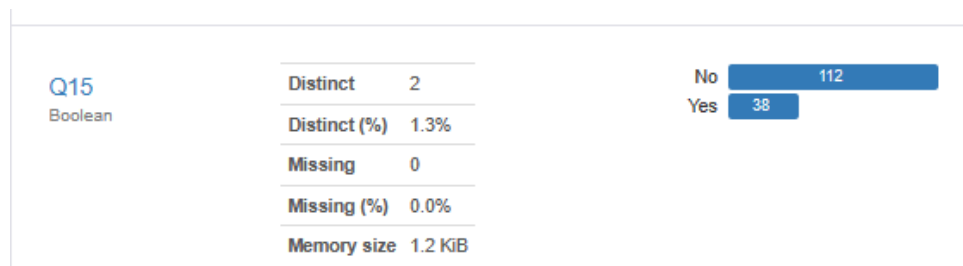 Q15
Boolean
Distinct 2
Distinct (%) 1.3%
Missing 0
Missing (%) 0.0%
Memory size 1.2 KiB
No 112
Yes 38